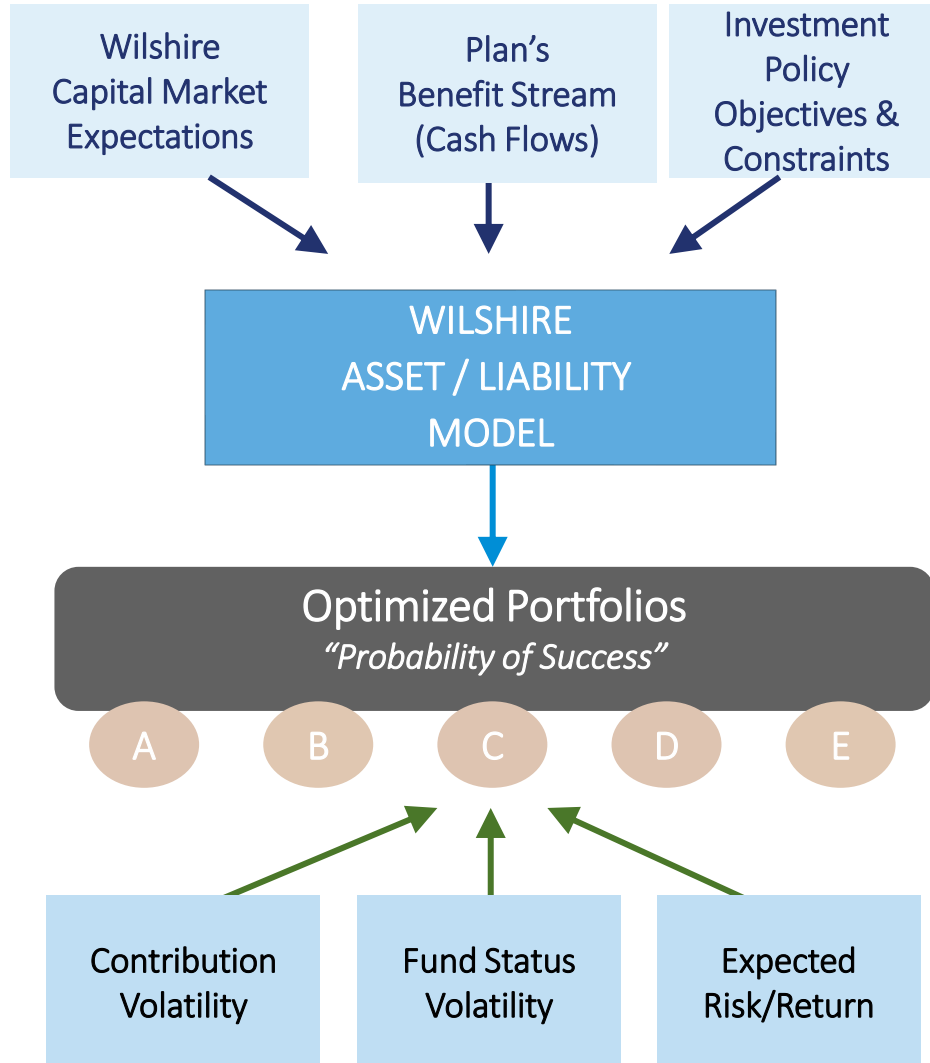 Wilshire
Capital Market
Expectations
Plan’s
Benefit Stream
(Cash Flows)
Investment
Policy
Objectives &
Constraints
WILSHIRE
ASSET / LIABILITY
MODEL
Optimized Portfolios
“Probability of Success”
A B C D E
Contribution
Volatility
Fund Status
Volatility
Expected
Risk/Return